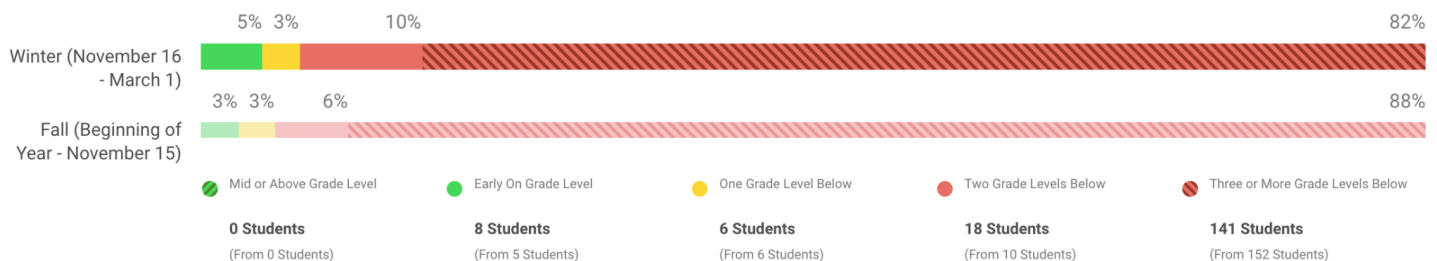 5% 3% 10% 82%
Winter (November 16
- March 1)
3% 3% 6% 88%
Fall (Beginning of
Year - November 15)
Mid or Above Grade Level Early On Grade Level One Grade Level Below Two Grade Levels Below Three or More Grade Levels Below
0 Students 8 Students 6 Students 18 Students 141 Students
(From 0 Students) (From 5 Students) (From 6 Students) (From 10 Students) (From 152 Students)